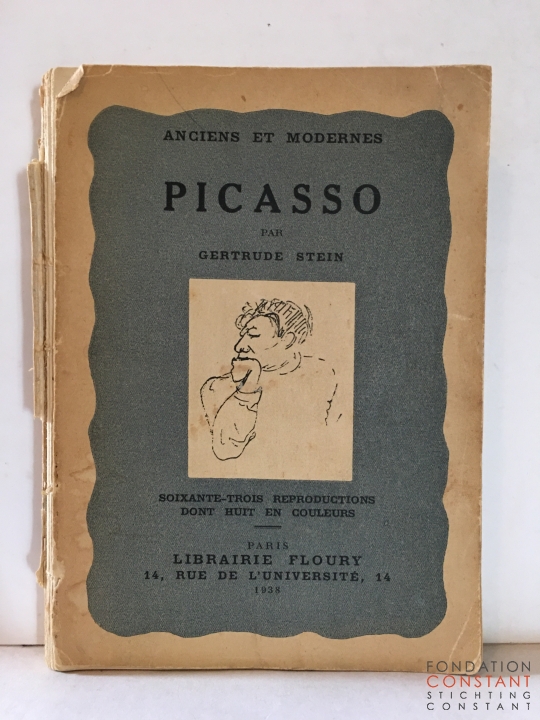 ANCIENS ET MODERNES
PICASSO
PAR
GERTRUDE STEIN
SOIXANTE-TROIS REPRODUCTIONS
DONT HUIT EN COULEURS
PARIS
LIBRAIRIE FLOURY
14, RUE DE L'UNIVERSITÉ, 14
1938
FONDATION
CONSTANT
STICHTING
CONSTANT